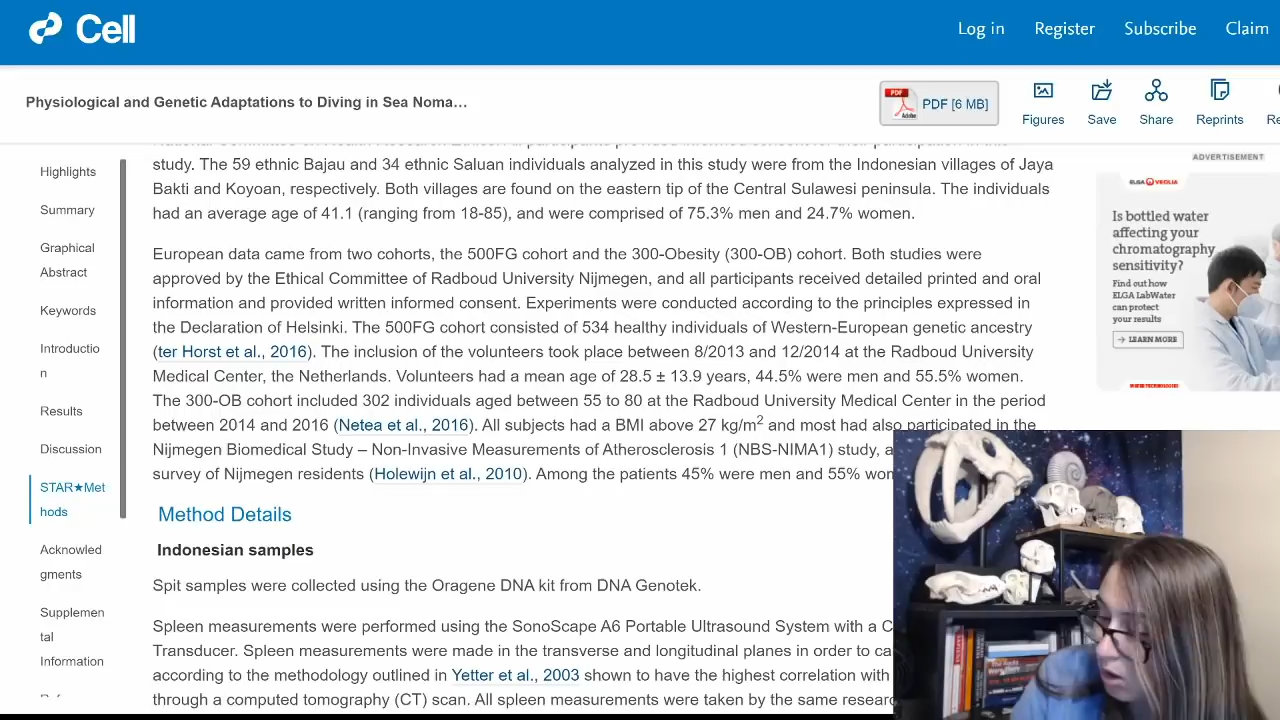 Cell
Log in Register Subscribe Claim
Physiological and Genetic Adaptations to Diving in Sea Noma...
PDF [6 MB]
Figures Save Share Reprints Re
Highlights
Summary
Graphical
Abstract
Keywords
Introductio
n
Results
Discussion
STAR★Met
hods
Acknowled
gments
Supplemen
tal
Information
study. The 59 ethnic Bajau and 34 ethnic Saluan individuals analyzed in this study were from the Indonesian villages of Jaya
Bakti and Koyoan, respectively. Both villages are found on the eastern tip of the Central Sulawesi peninsula. The individuals
had an average age of 41.1 (ranging from 18-85), and were comprised of 75.3% men and 24.7% women.
European data came from two cohorts, the 500FG cohort and the 300-Obesity (300-OB) cohort. Both studies were
approved by the Ethical Committee of Radboud University Nijmegen, and all participants received detailed printed and oral
information and provided written informed consent. Experiments were conducted according to the principles expressed in
the Declaration of Helsinki. The 500FG cohort consisted of 534 healthy individuals of Western-European genetic ancestry
(ter Horst et al., 2016). The inclusion of the volunteers took place between 8/2013 and 12/2014 at the Radboud University
Medical Center, the Netherlands. Volunteers had a mean age of 28.5 ± 13.9 years, 44.5% were men and 55.5% women.
The 300-OB cohort included 302 individuals aged between 55 to 80 at the Radboud University Medical Center in the period
between 2014 and 2016 (Netea et al., 2016). All subjects had a BMI above 27 kg/m² and most had also participated in the
Nijmegen Biomedical Study – Non-Invasive Measurements of Atherosclerosis 1 (NBS-NIMA1) study, a
survey of Nijmegen residents (Holewijn et al., 2010). Among the patients 45% were men and 55% wom
Method Details
Indonesian samples
Spit samples were collected using the Oragene DNA kit from DNA Genotek.
Spleen measurements were performed using the SonoScape A6 Portable Ultrasound System with a C
Transducer. Spleen measurements were made in the transverse and longitudinal planes in order to ca
according to the methodology outlined in Yetter et al., 2003 shown to have the highest correlation with
through a computed tomography (CT) scan. All spleen measurements were taken by the same researc
ADVERTISEMENT
ELGA VEOLIA
Is bottled water
affecting your
chromatography
sensitivity?
Find out how
ELGA LabWater
can protect
your results
→ LEARN MORE